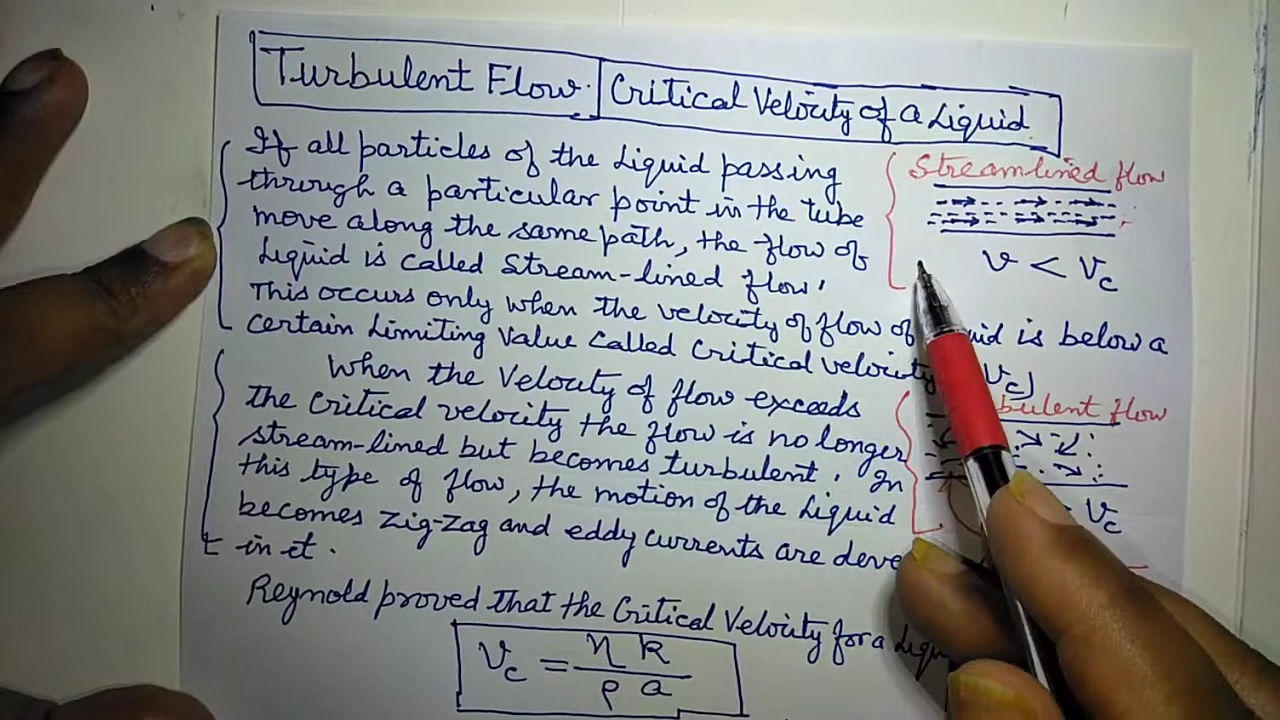 Turbulent Flow. Critical Velocity of a Liquid
If all particles of the Liquid passing
through a particular point in the tube
move along the same path, the flow of
Liquid is called Stream-lined flow.
This occurs only when the velocity of flow of is below a
certain Limiting Value called Critical velocity Vc)
When the Velocity of flow exceeds
the Critical velocity the flow is no longer
stream-lined but becomes turbulent. In
this type of flow, the motion of the Liquid
becomes Zig-Zag and eddy currents are deve
in it.
Reynold proved that the Critical Velocity for a Liqu
Vc = η k / ρ a
Streamlined flow
v < Vc
bulent flow
Vc